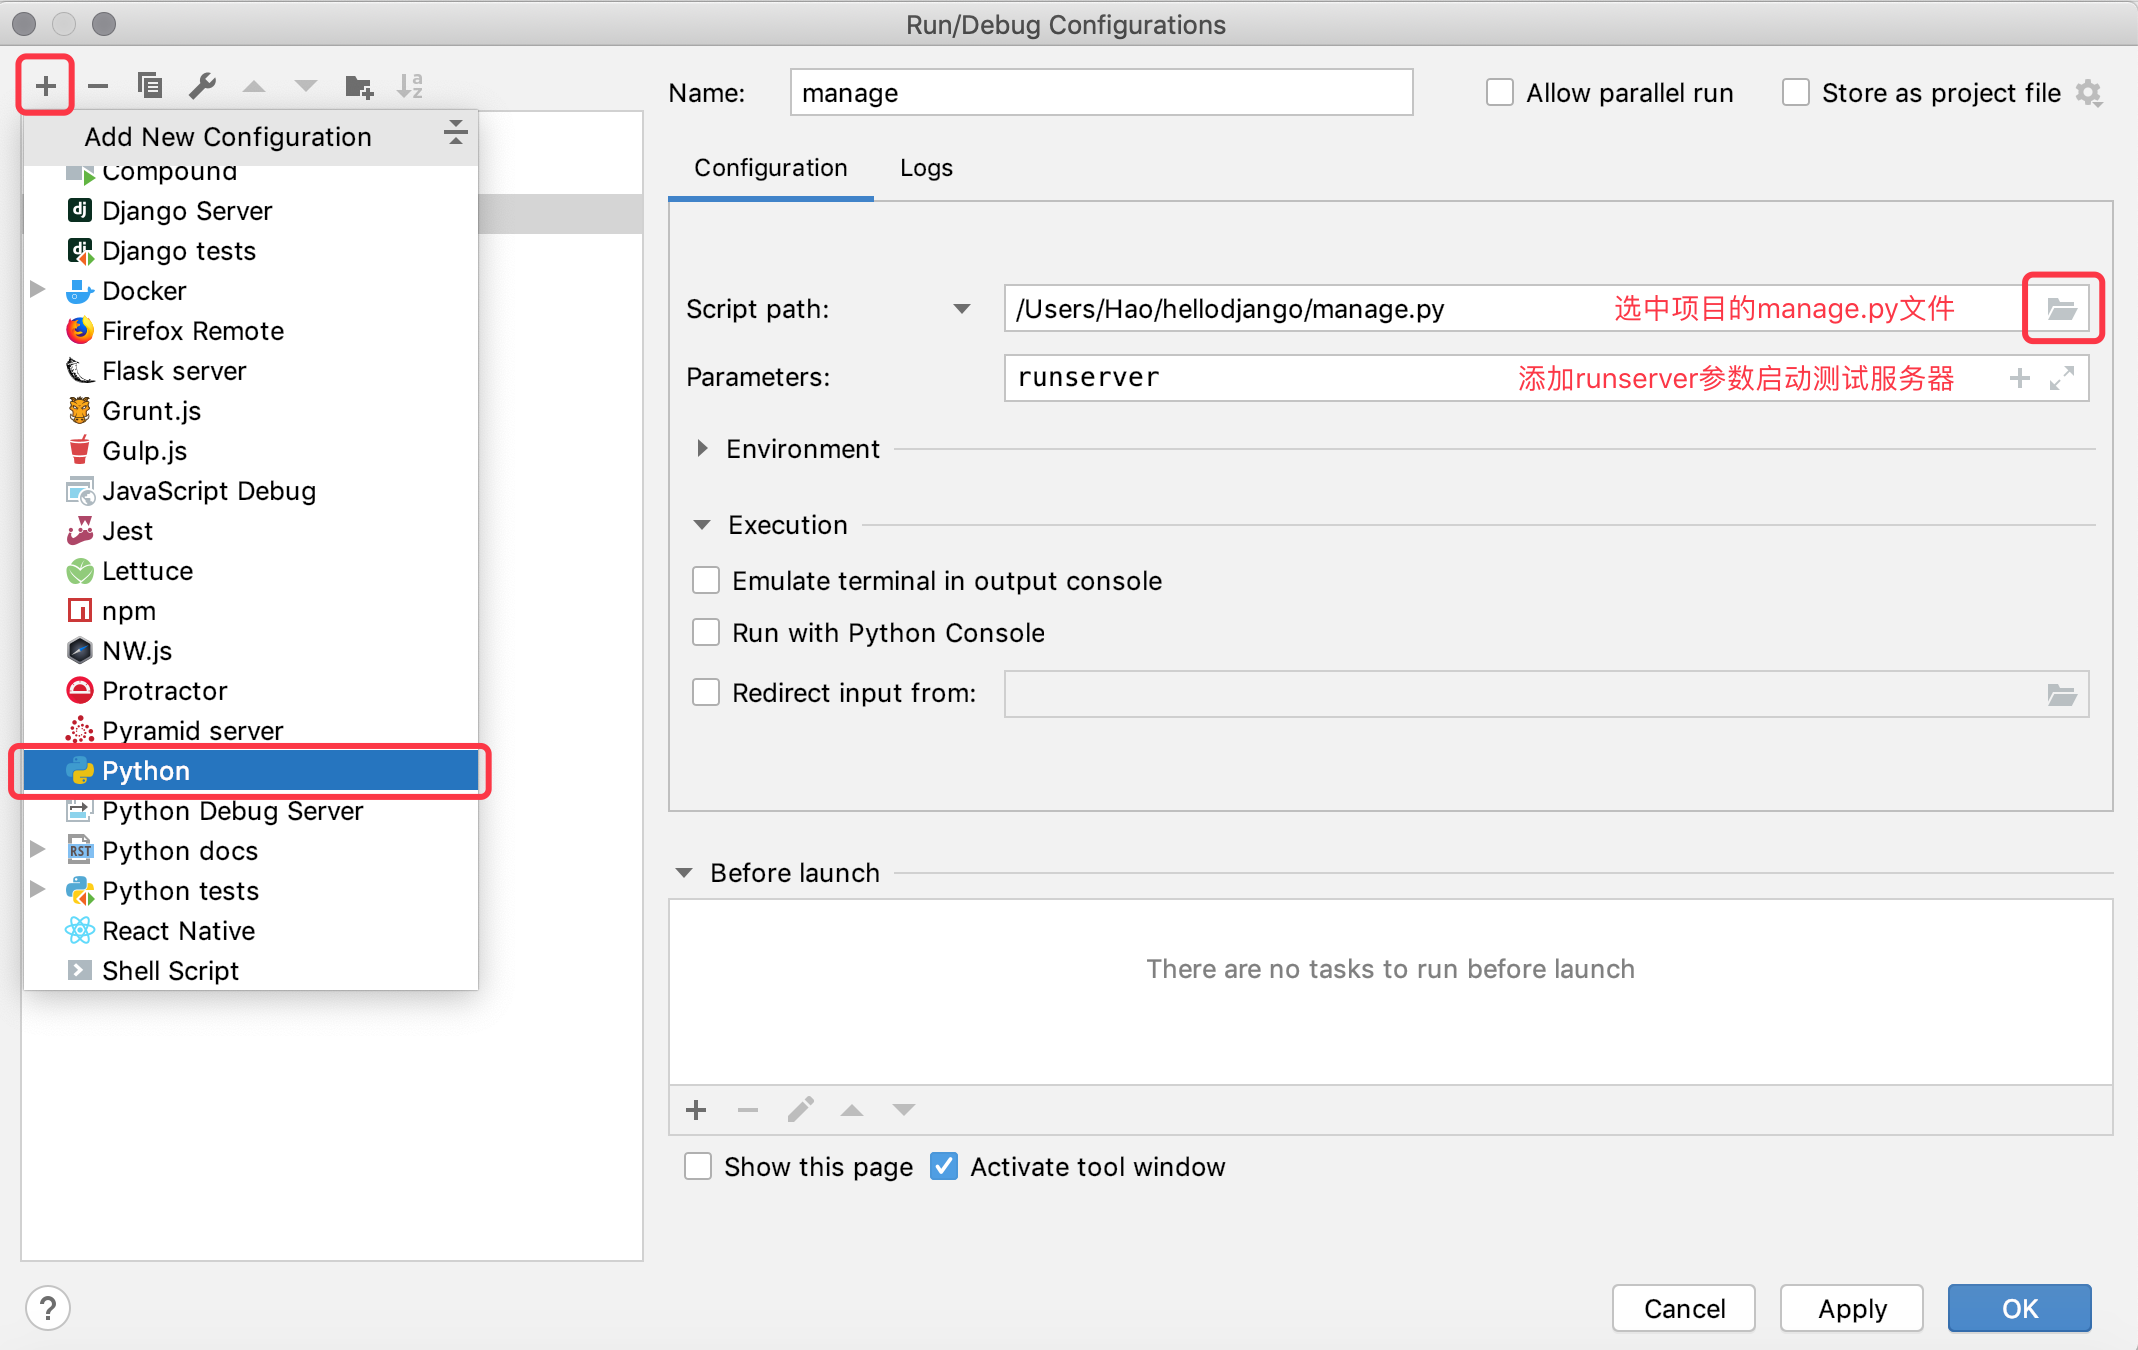 Run/Debug Configurations
Name:
manage
Allow parallel run
Store as project file
Add New Configuration
Compound
Django Server
Django tests
Docker
Firefox Remote
Flask server
Grunt.js
Gulp.js
JavaScript Debug
Jest
Lettuce
npm
NW.js
Protractor
Pyramid server
Python
Python Debug Server
Python docs
Python tests
React Native
Shell Script
Configuration
Logs
Script path:
/Users/Hao/hellodjango/manage.py
选中项目的manage.py文件
Parameters:
runserver
添加runserver参数启动测试服务器
Environment
Execution
Emulate terminal in output console
Run with Python Console
Redirect input from:
Before launch
There are no tasks to run before launch
Show this page
Activate tool window
?
Cancel
Apply
OK